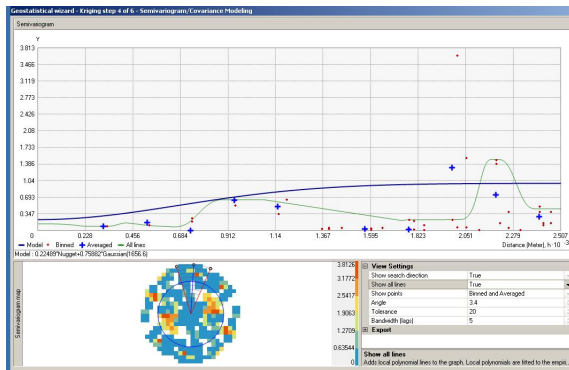 Geostatistical wizard - Kriging step 4 of 6 - Semivariogram/Covariance Modeling
Semivariogram
Y
3.813
3.466
3.119
2.773
2.426
2.08
1.733
1.386
1.04
0.693
0.347
0 0.228 0.456 0.684 0.912 1.14 1.367 1.595 1.823 2.051 2.279 2.507
Model Binned Averaged All lines
Distance (Meter), h ·10 -3
Model : 0.22469*Nugget+0.75882*Gaussian(1656.6)
Semivariogram map
3.8126
3.1772
2.5417
1.9063
1.2709
0.63544
0
View Settings
Show search direction True
Show all lines True
Show points Binned and Averaged
Angle 3.4
Tolerance 20
Bandwidth (lags) 5
Export
Show all lines
Adds local polynomial lines to the graph. Local polynomials are fitted to the empiri...